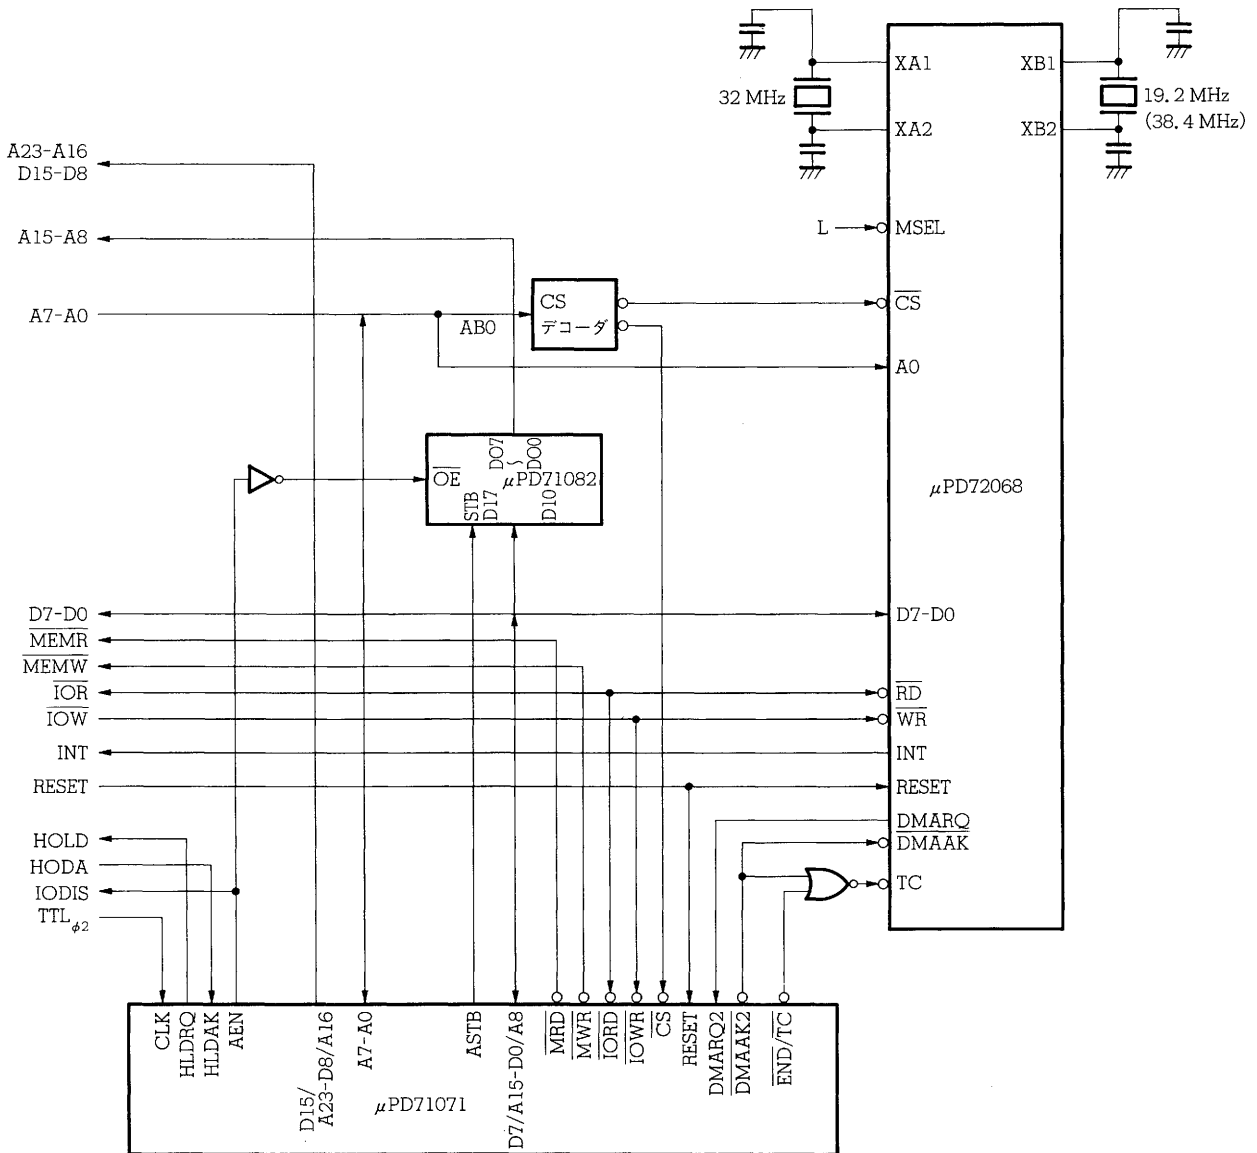 XA1
XB1
32 MHz
19.2 MHz
(38.4 MHz)
XA2
XB2
A23-A16
D15-D8
L
MSEL
A15-A8
CS
デコーダ
CS
A7-A0
AB0
A0
DO7
~
DO0
OE
μPD71082
STB
D17
D10
μPD72068
D7-D0
D7-D0
MEMR
MEMW
IOR
RD
IOW
WR
INT
INT
RESET
RESET
DMARQ
HOLD
DMAAK
HODA
IODIS
TC
TTLφ2
CLK
HLDRQ
HLDAK
AEN
D15/
A23-D8/A16
A7-A0
ASTB
D7/A15-D0/A8
MRD
MWR
IORD
IOWR
CS
RESET
DMARQ2
DMAAK2
END/TC
μPD71071